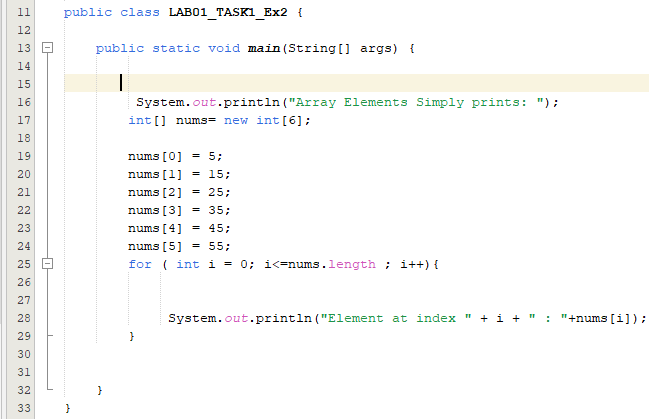 11 public class LAB01_TASK1_Ex2 {
12
13 public static void main(String[] args) {
14
15
16 System.out.println("Array Elements Simply prints: ");
17 int[] nums= new int[6];
18
19 nums[0] = 5;
20 nums[1] = 15;
21 nums[2] = 25;
22 nums[3] = 35;
23 nums[4] = 45;
24 nums[5] = 55;
25 for ( int i = 0; i<=nums.length ; i++){
26
27
28 System.out.println("Element at index " + i + " : "+nums[i]);
29 }
30
31
32 }
33 }